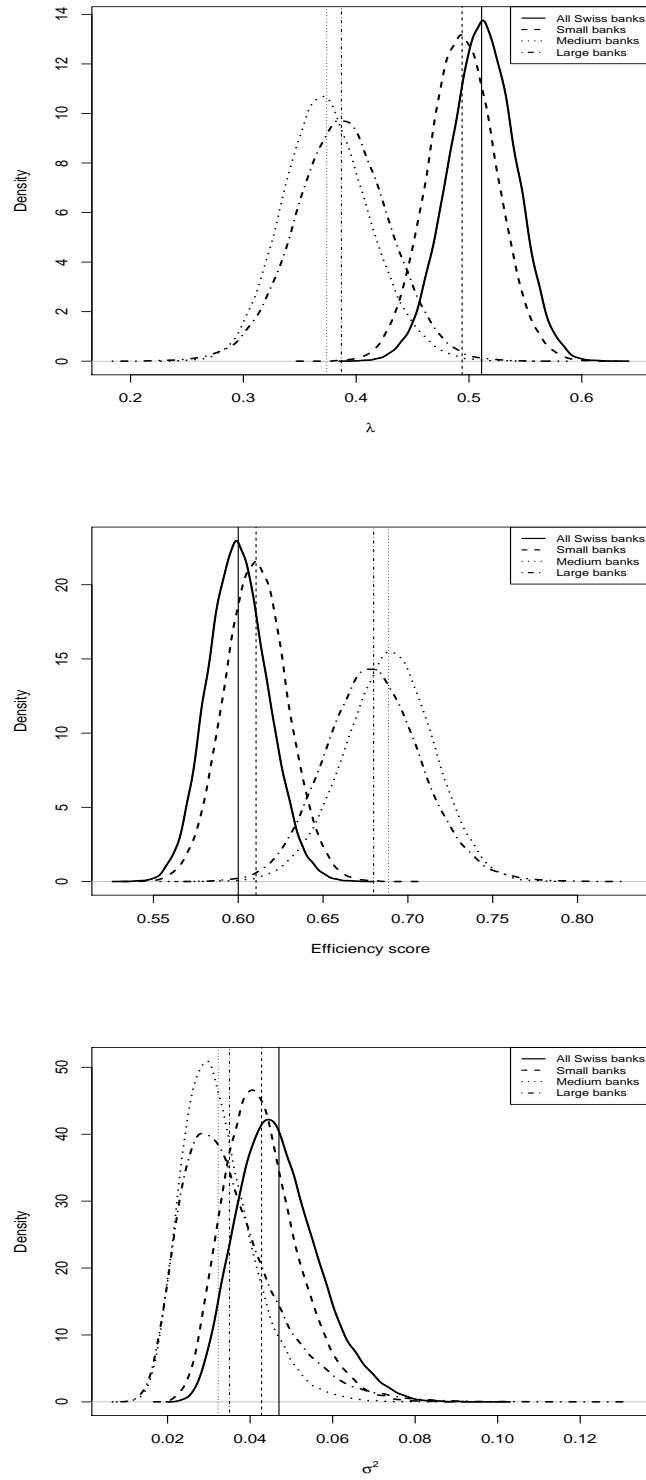 All Swiss banks
Small banks
Medium banks
Large banks
Density
14
12
10
8
6
4
2
0
0.2 0.3 0.4 0.5 0.6
λ
All Swiss banks
Small banks
Medium banks
Large banks
Density
20
15
10
5
0
0.55 0.60 0.65 0.70 0.75 0.80
Efficiency score
All Swiss banks
Small banks
Medium banks
Large banks
Density
50
40
30
20
10
0
0.02 0.04 0.06 0.08 0.10 0.12
σ²